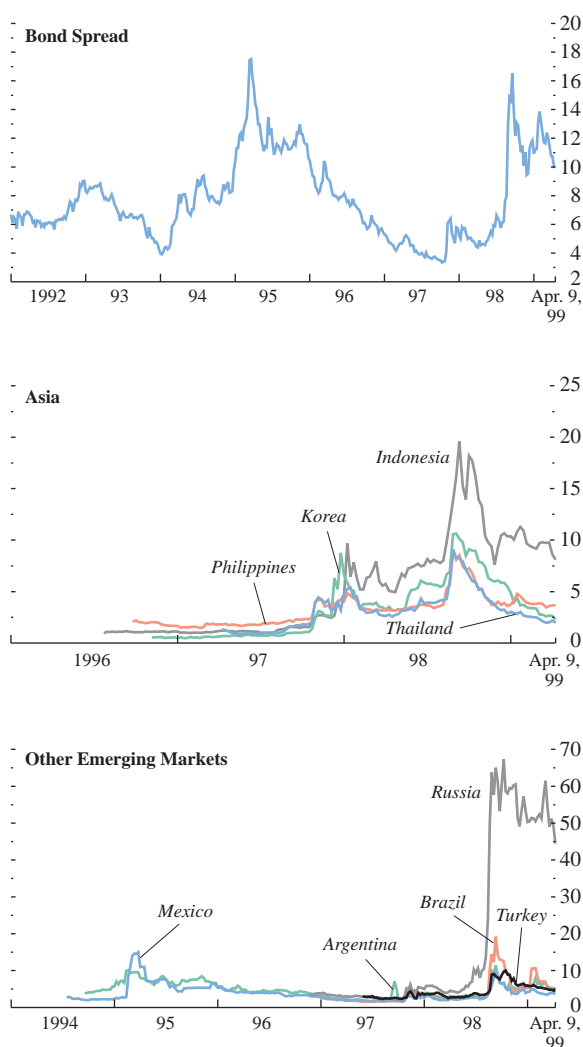 Bond Spread
20
18
16
14
12
10
8
6
4
2
1992 93 94 95 96 97 98 Apr. 9,
99
Asia
25
20
15
10
5
0
Indonesia
Korea
Philippines
Thailand
1996 97 98 Apr. 9,
99
Other Emerging Markets
70
60
50
40
30
20
10
0
Russia
Brazil
Turkey
Mexico
Argentina
1994 95 96 97 98 Apr. 9,
99